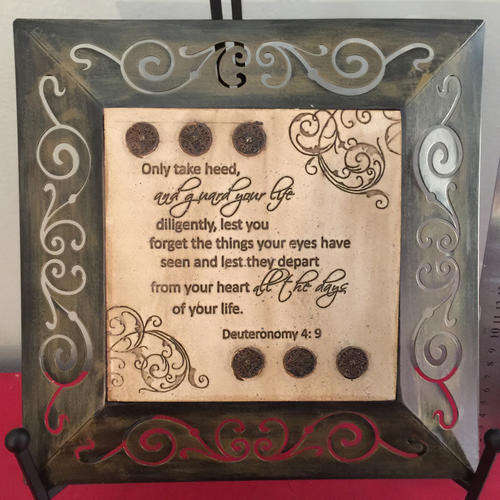 Only take heed,
and guard your life
diligently, lest you
forget the things your eyes have
seen and lest they depart
from your heart all the days
of your life.
Deuteronomy 4: 9